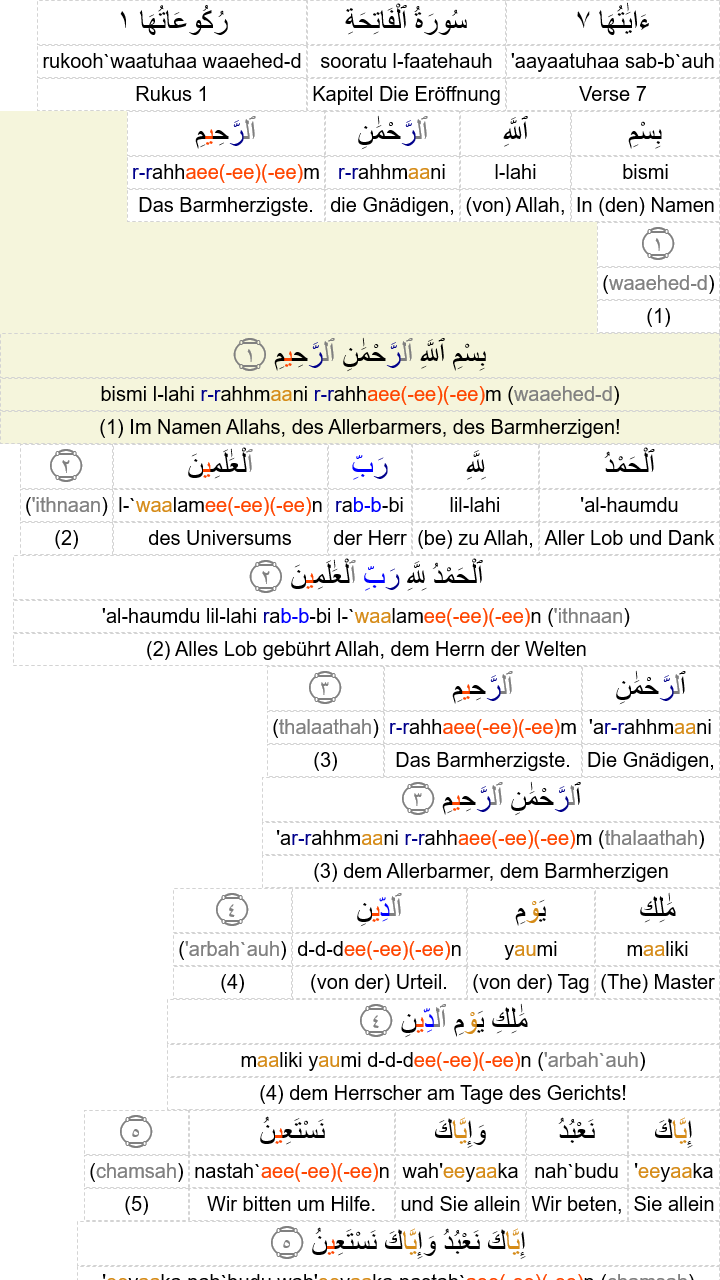 ءَايَٰتُهَا ٧ سُورَةُ ٱلْفَاتِحَةِ رُكُوعَاتُهَا ١
'aayaatuhaa sab-b`auh sooratu l-faatehauh rukooh`waatuhaa waaehed-d
Verse 7 Kapitel Die Eröffnung Rukus 1
بِسْمِ ٱللَّهِ ٱلرَّحْمَٰنِ ٱلرَّحِيمِ
bismi l-lahi r-rahhmaani r-rahhaee(-ee)(-ee)m
In (den) Namen (von) Allah, die Gnädigen, Das Barmherzigste.
١
(waaehed-d)
(1)
بِسْمِ ٱللَّهِ ٱلرَّحْمَٰنِ ٱلرَّحِيمِ ١
bismi l-lahi r-rahhmaani r-rahhaee(-ee)(-ee)m (waaehed-d)
(1) Im Namen Allahs, des Allerbarmers, des Barmherzigen!
ٱلْحَمْدُ لِلَّهِ رَبِّ ٱلْعَٰلَمِينَ ٢
'al-haumdu lil-lahi rab-b-bi l-`waalamee(-ee)(-ee)n ('ithnaan)
Aller Lob und Dank (be) zu Allah, der Herr des Universums (2)
ٱلْحَمْدُ لِلَّهِ رَبِّ ٱلْعَٰلَمِينَ ٢
'al-haumdu lil-lahi rab-b-bi l-`waalamee(-ee)(-ee)n ('ithnaan)
(2) Alles Lob gebührt Allah, dem Herrn der Welten
ٱلرَّحْمَٰنِ ٱلرَّحِيمِ ٣
'ar-rahhmaani r-rahhaee(-ee)(-ee)m (thalaathah)
Die Gnädigen, Das Barmherzigste. (3)
ٱلرَّحْمَٰنِ ٱلرَّحِيمِ ٣
'ar-rahhmaani r-rahhaee(-ee)(-ee)m (thalaathah)
(3) dem Allerbarmer, dem Barmherzigen
مَٰلِكِ يَوْمِ ٱلدِّينِ ٤
maaliki yaumi d-d-dee(-ee)(-ee)n ('arbah`auh)
(The) Master (von der) Tag (von der) Urteil. (4)
مَٰلِكِ يَوْمِ ٱلدِّينِ ٤
maaliki yaumi d-d-dee(-ee)(-ee)n ('arbah`auh)
(4) dem Herrscher am Tage des Gerichts!
إِيَّاكَ نَعْبُدُ وَإِيَّاكَ نَسْتَعِينُ ٥
'eeyaaka nah`budu wah'eeyaaka nastah`aee(-ee)(-ee)n (chamsah)
Sie allein Wir beten, und Sie allein Wir bitten um Hilfe. (5)
إِيَّاكَ نَعْبُدُ وَإِيَّاكَ نَسْتَعِينُ ٥
'eeyaaka nah`budu wah'eeyaaka nastah`aee(-ee)(-ee)n (chamsah)